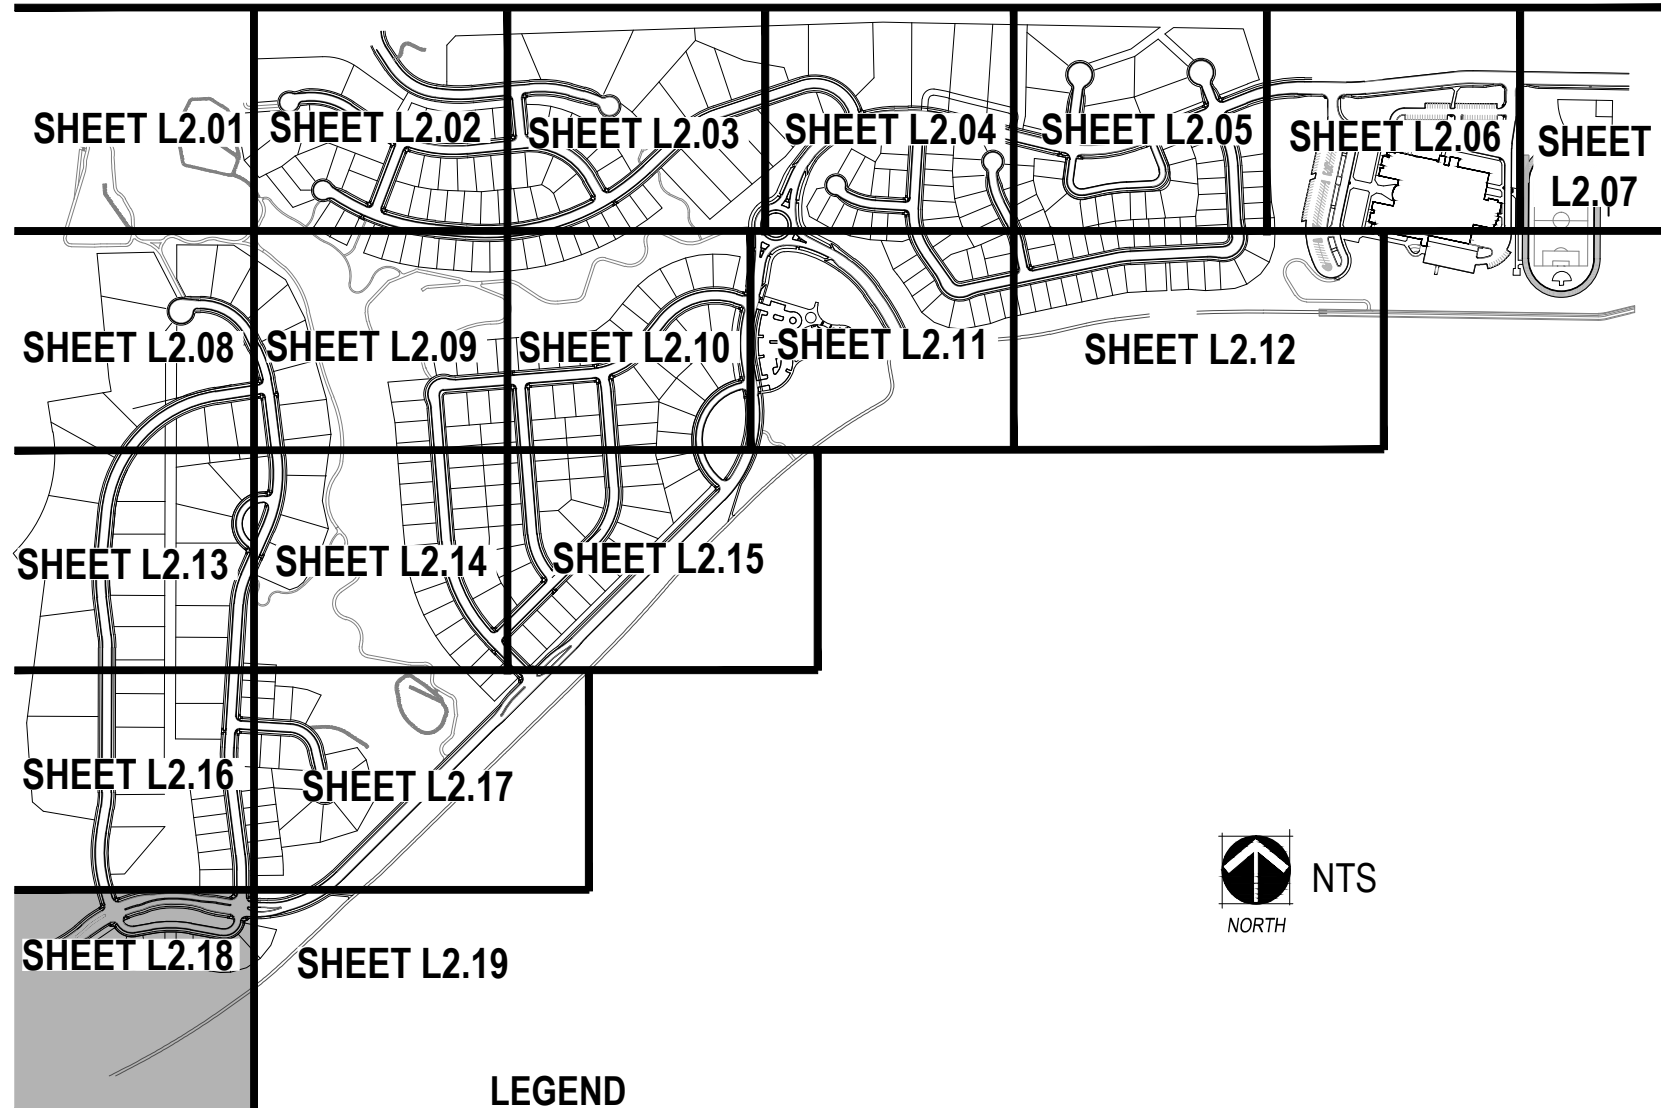 SHEET L2.01
SHEET L2.02
SHEET L2.03
SHEET L2.04
SHEET L2.05
SHEET L2.06
SHEET
L2.07
SHEET L2.08
SHEET L2.09
SHEET L2.10
SHEET L2.11
SHEET L2.12
SHEET L2.13
SHEET L2.14
SHEET L2.15
SHEET L2.16
SHEET L2.17
NTS
NORTH
SHEET L2.18
SHEET L2.19
LEGEND